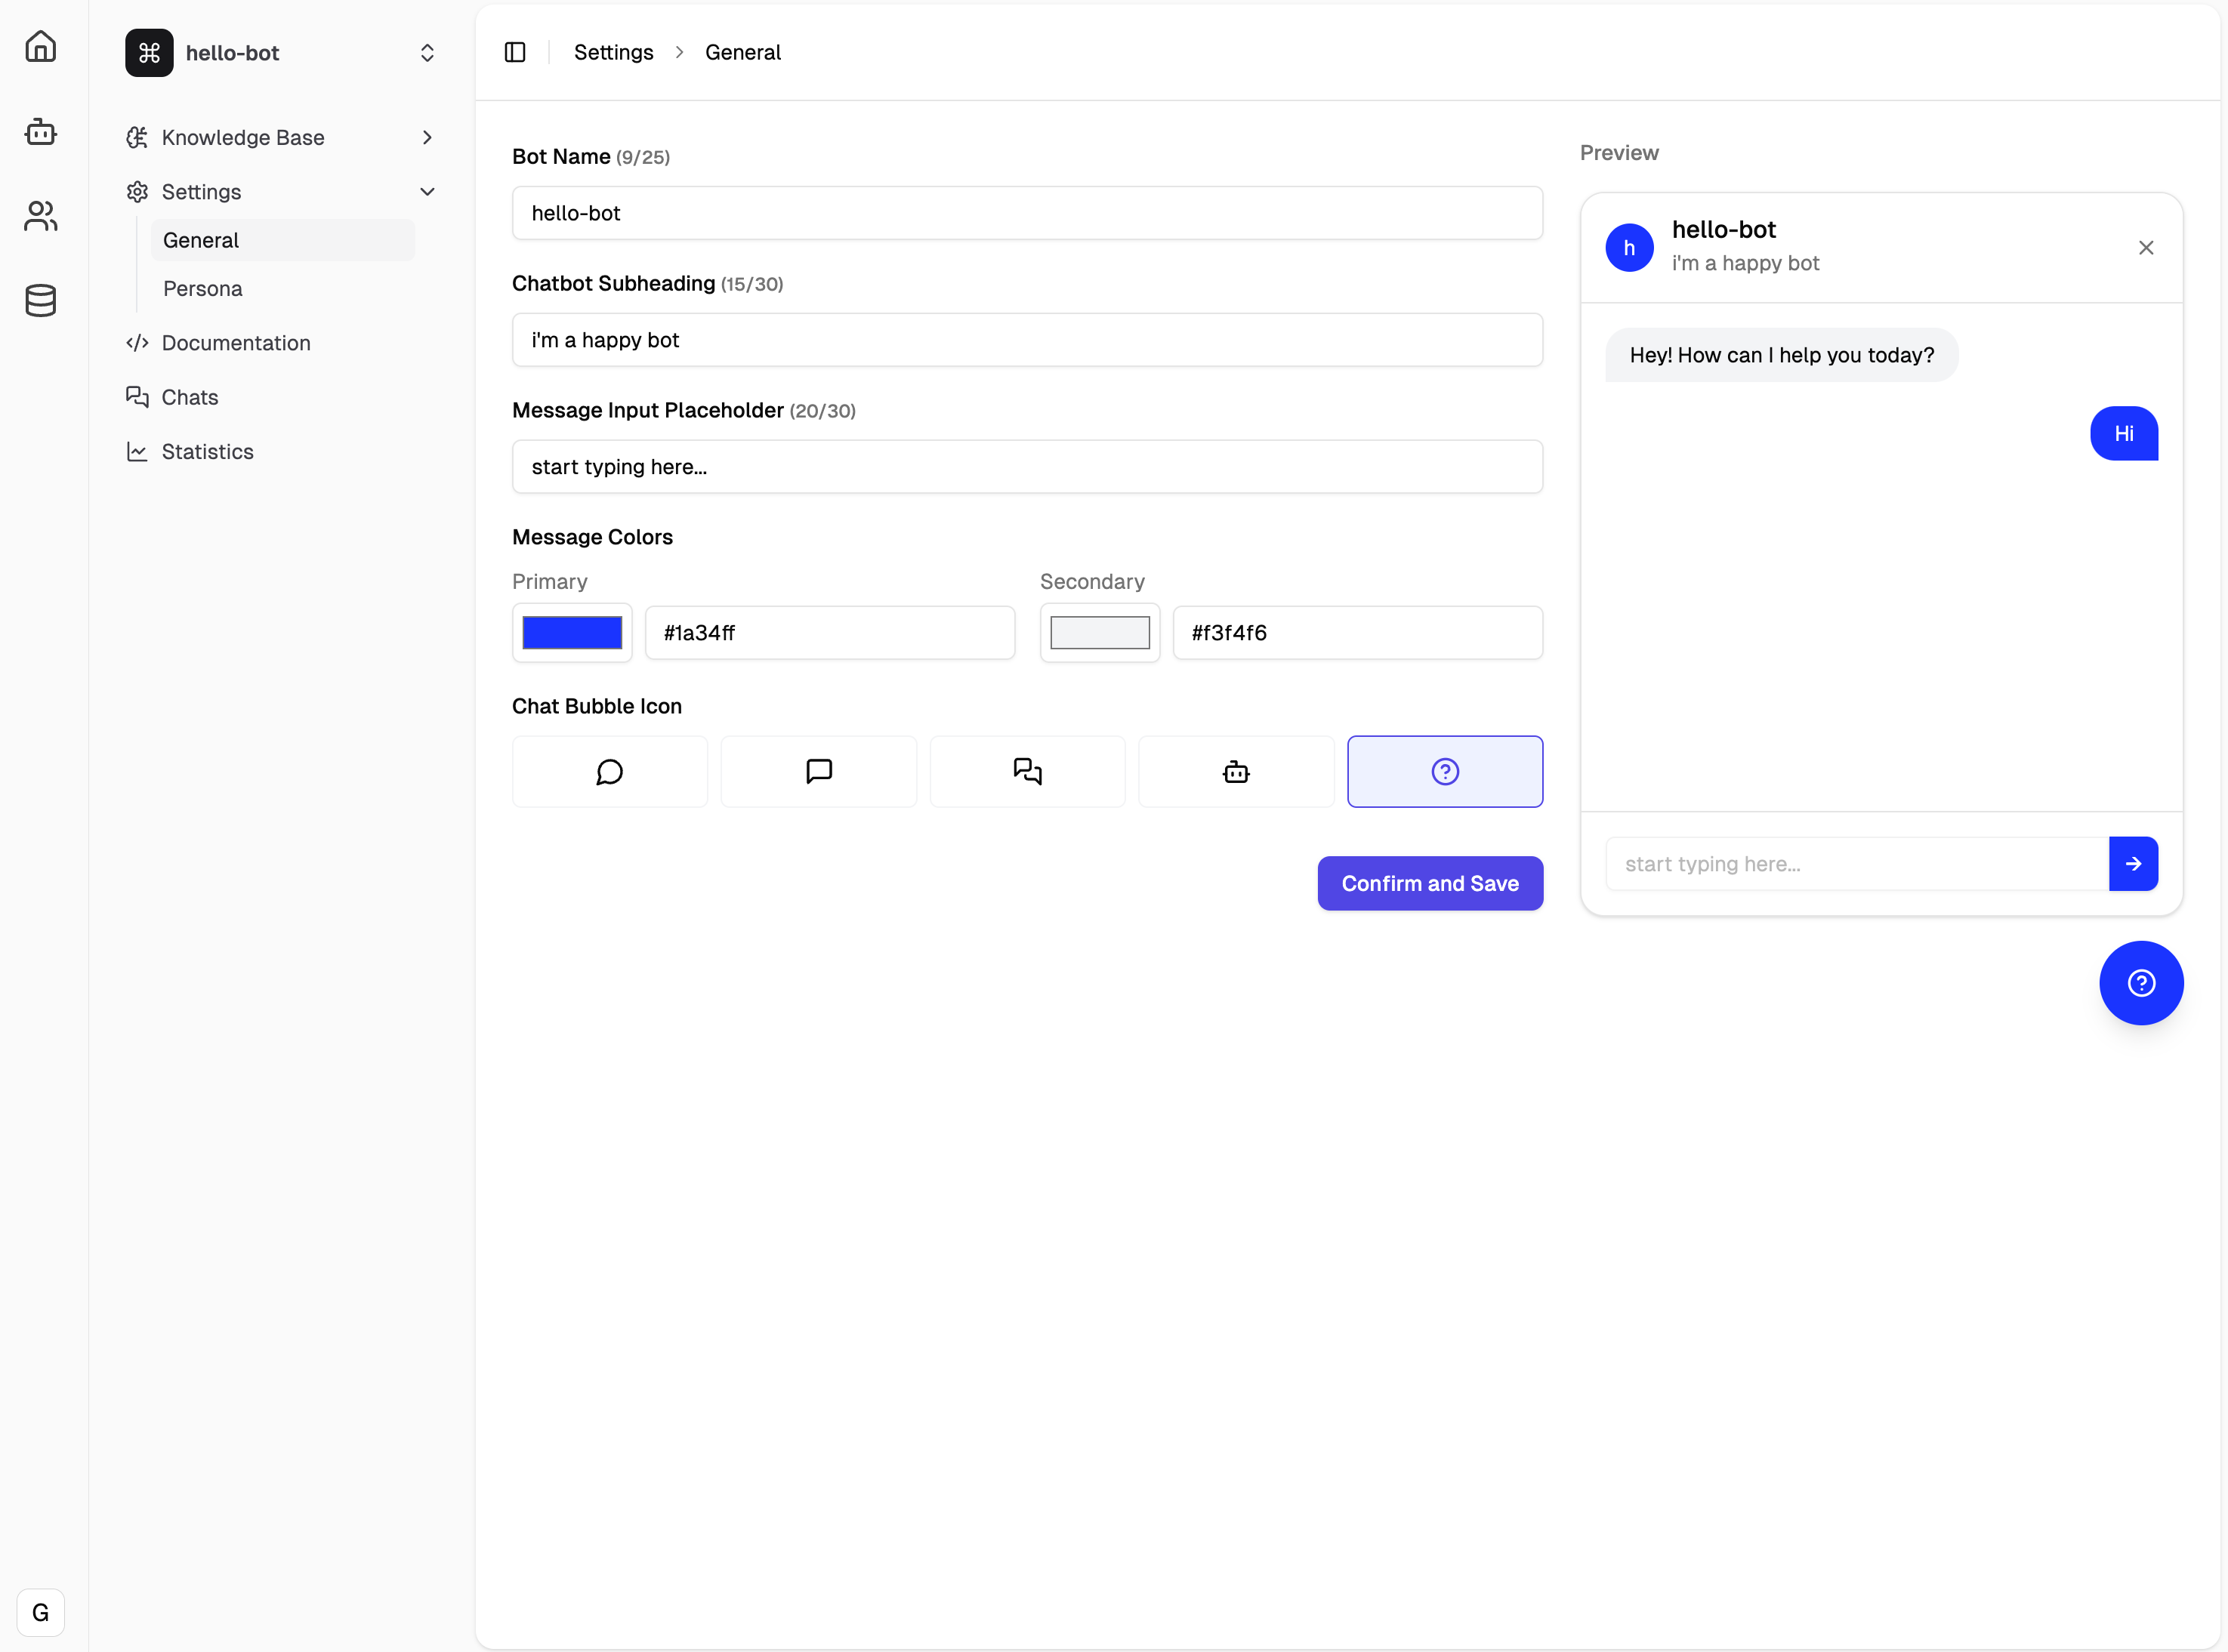 hello-bot
Knowledge Base
Settings
General
Persona
Documentation
Chats
Statistics
G
Settings > General
Bot Name (9/25)
hello-bot
Chatbot Subheading (15/30)
i'm a happy bot
Message Input Placeholder (20/30)
start typing here...
Message Colors
Primary
#1a34ff
Secondary
#f3f4f6
Chat Bubble Icon
Confirm and Save
Preview
h
hello-bot
i'm a happy bot
Hey! How can I help you today?
Hi
start typing here...